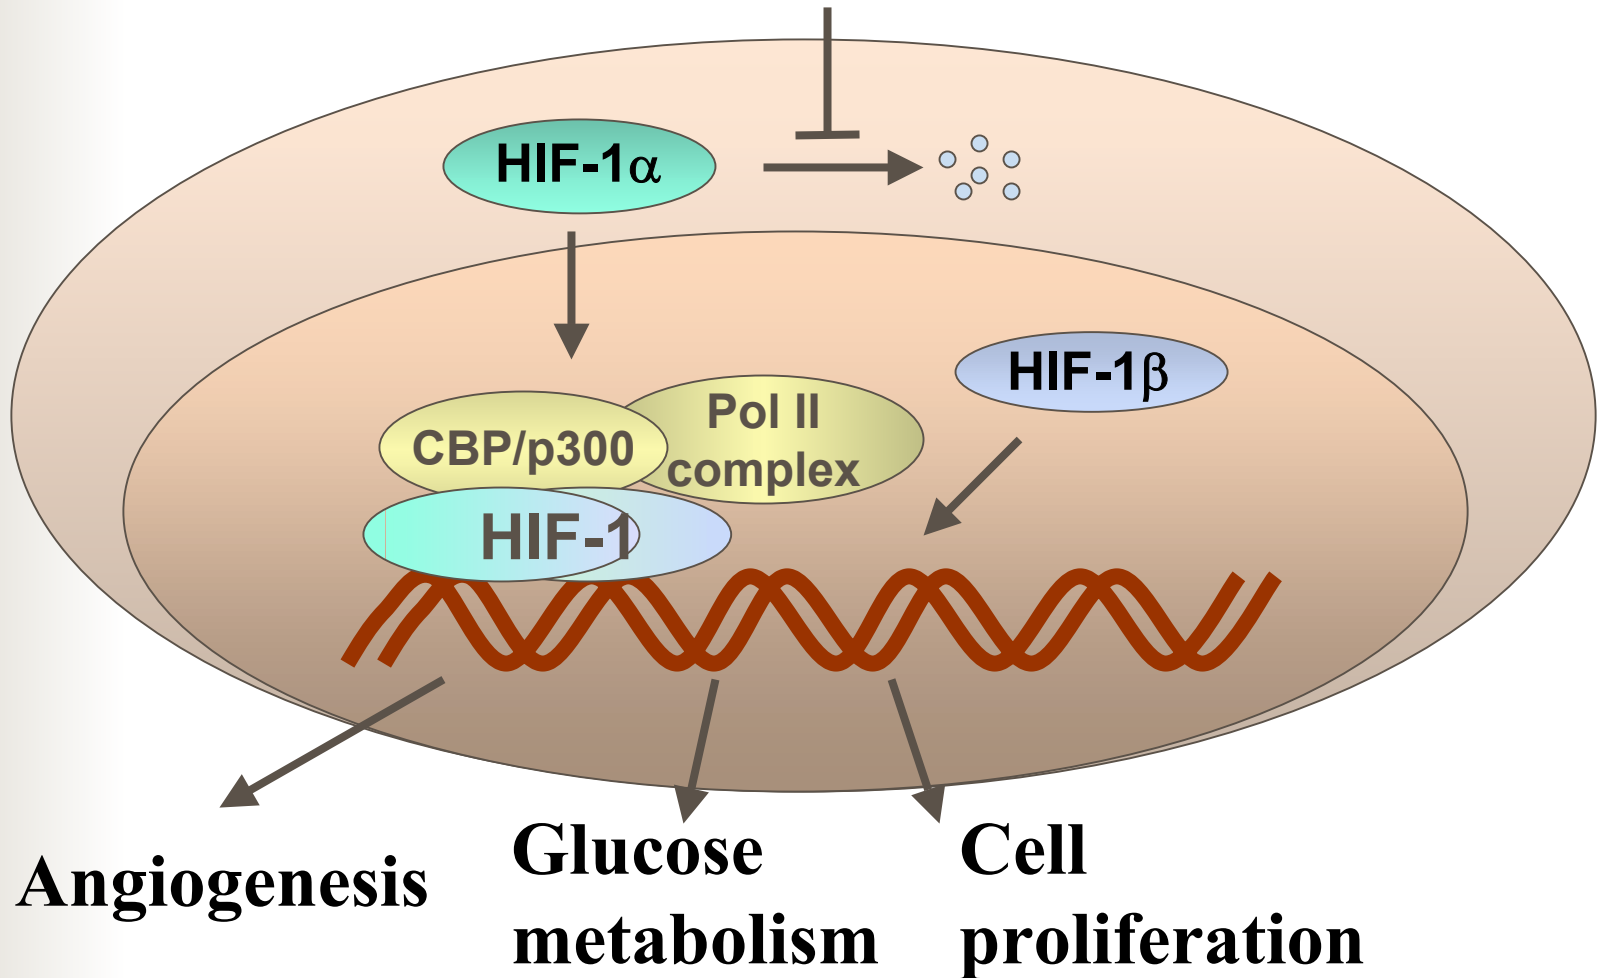 HIF-1α
HIF-1β
Pol II
complex
CBP/p300
HIF-1
Angiogenesis
Glucose
metabolism
Cell
proliferation